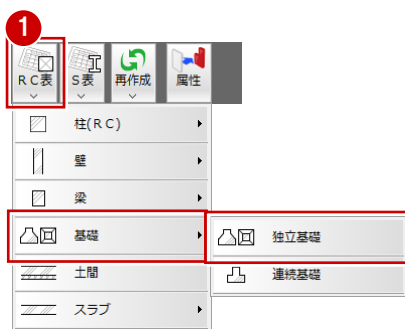 1
RC表 S表 再作成 属性
柱(RC)
壁
梁
基礎 独立基礎
土間 連続基礎
スラブ